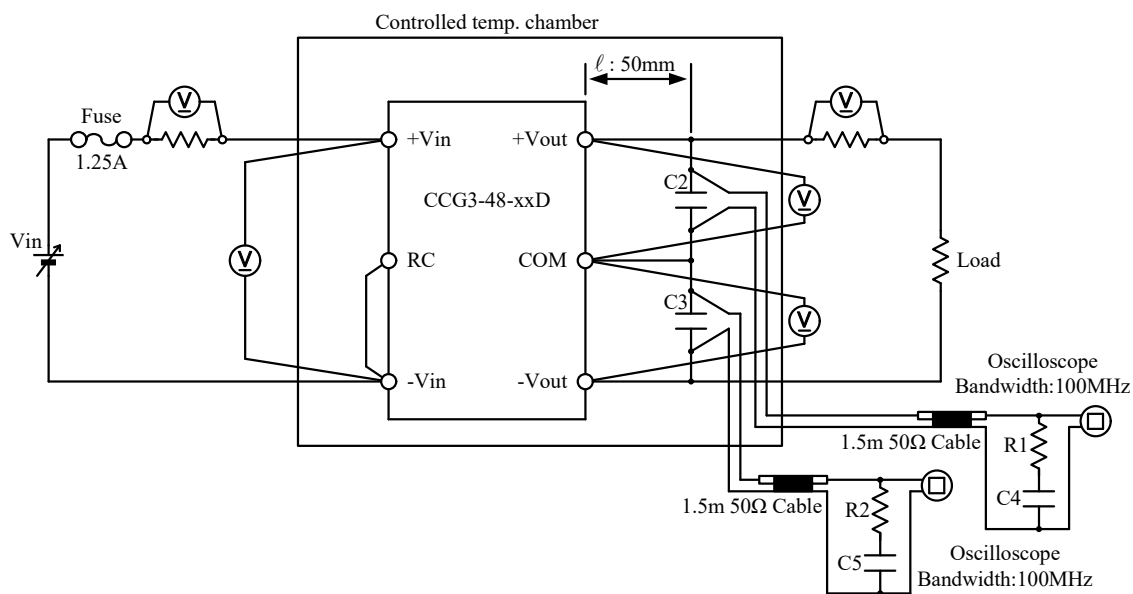 Controlled temp. chamber
ℓ : 50mm
Fuse
1.25A
V
V
+Vin
+Vout
CCG3-48-xxD
C2
V
Vin
V
RC
COM
Load
C3
V
-Vin
-Vout
Oscilloscope
Bandwidth:100MHz
1.5m 50Ω Cable
R1
1.5m 50Ω Cable
R2
C4
C5
Oscilloscope
Bandwidth:100MHz